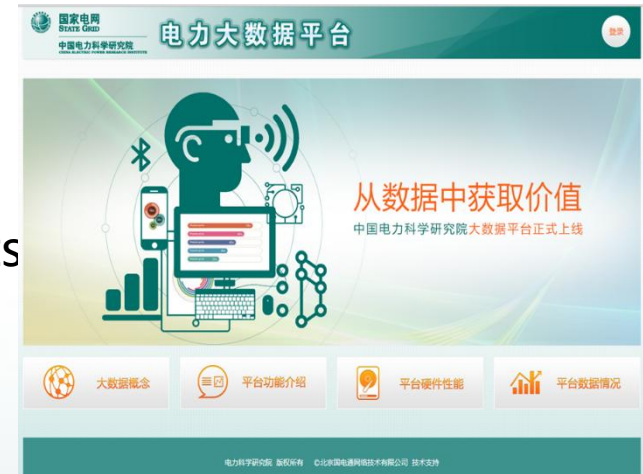 国家电网
STATE GRID
中国电力科学研究院
CHINA ELECTRIC POWER RESEARCH INSTITUTE
电力大数据平台
登录
从数据中获取价值
中国电力科学研究院大数据平台正式上线
s
大数据概念
平台功能介绍
平台硬件性能
平台数据情况
电力科学研究院 版权所有 ©北京国电通网络技术有限公司 技术支持